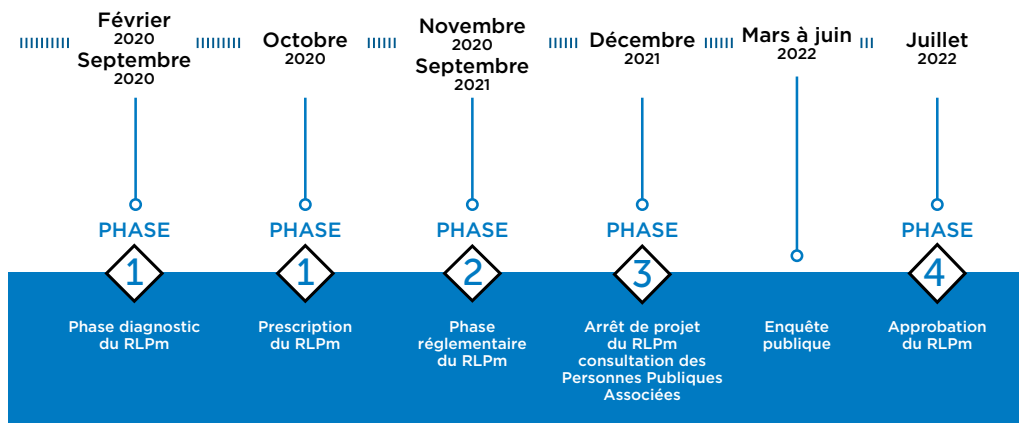 Février
2020
Septembre
2020
Octobre
2020
Novembre
2020
Septembre
2021
Décembre
2021
Mars à juin
2022
Juillet
2022
PHASE
1
Phase diagnostic
du RLPm
PHASE
1
Prescription
du RLPm
PHASE
2
Phase
réglementaire
du RLPm
PHASE
3
Arrêt de projet
du RLPm
consultation des
Personnes Publiques
Associées
Enquête
publique
PHASE
4
Approbation
du RLPm